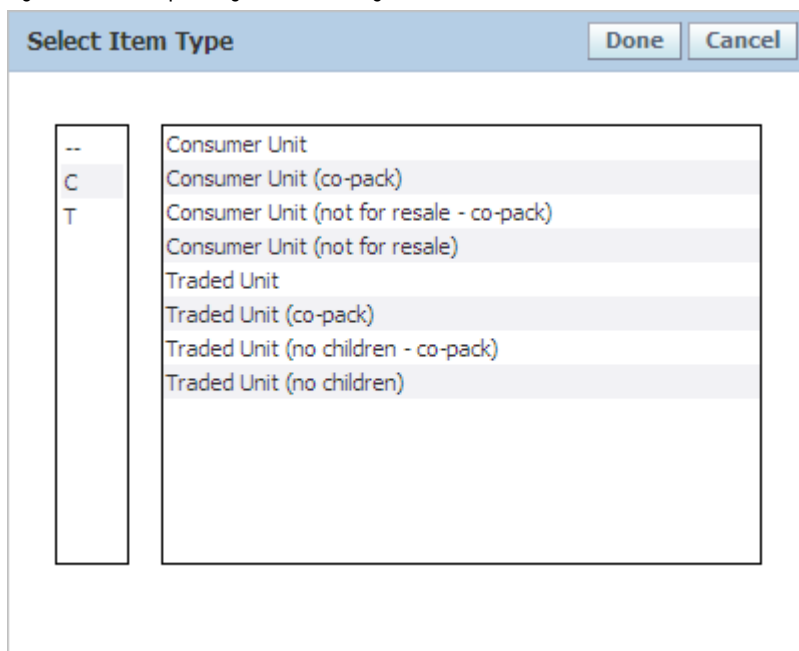 Select Item Type
Done Cancel
--
C
T
Consumer Unit
Consumer Unit (co-pack)
Consumer Unit (not for resale - co-pack)
Consumer Unit (not for resale)
Traded Unit
Traded Unit (co-pack)
Traded Unit (no children - co-pack)
Traded Unit (no children)